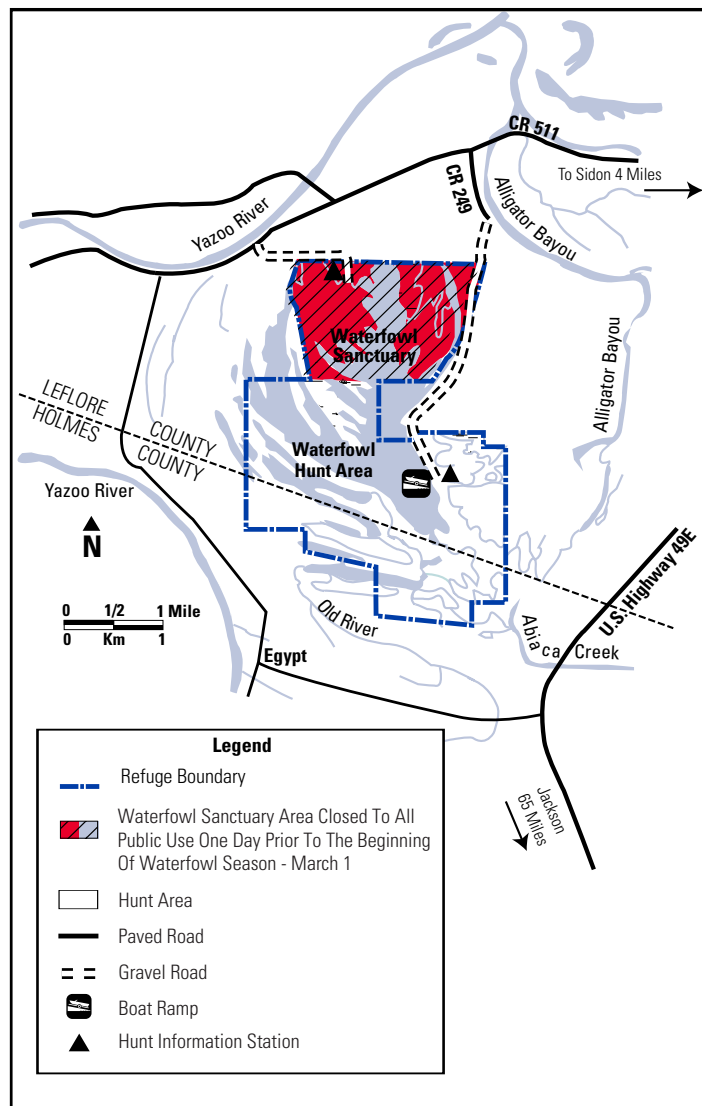 CR 511
To Sidon 4 Miles
CR 249
Alligator Bayou
Yazoo River
Waterfowl
Sanctuary
Alligator Bayou
LEFLORE COUNTY
HOLMES COUNTY
Waterfowl
Hunt Area
Yazoo River
N
0 1/2 1 Mile
0 Km 1
U.S. Highway 49E
Old River
Abiaca Creek
Egypt
Jackson
65 Miles
Legend
Refuge Boundary
Waterfowl Sanctuary Area Closed To All
Public Use One Day Prior To The Beginning
Of Waterfowl Season - March 1
Hunt Area
Paved Road
Gravel Road
Boat Ramp
Hunt Information Station